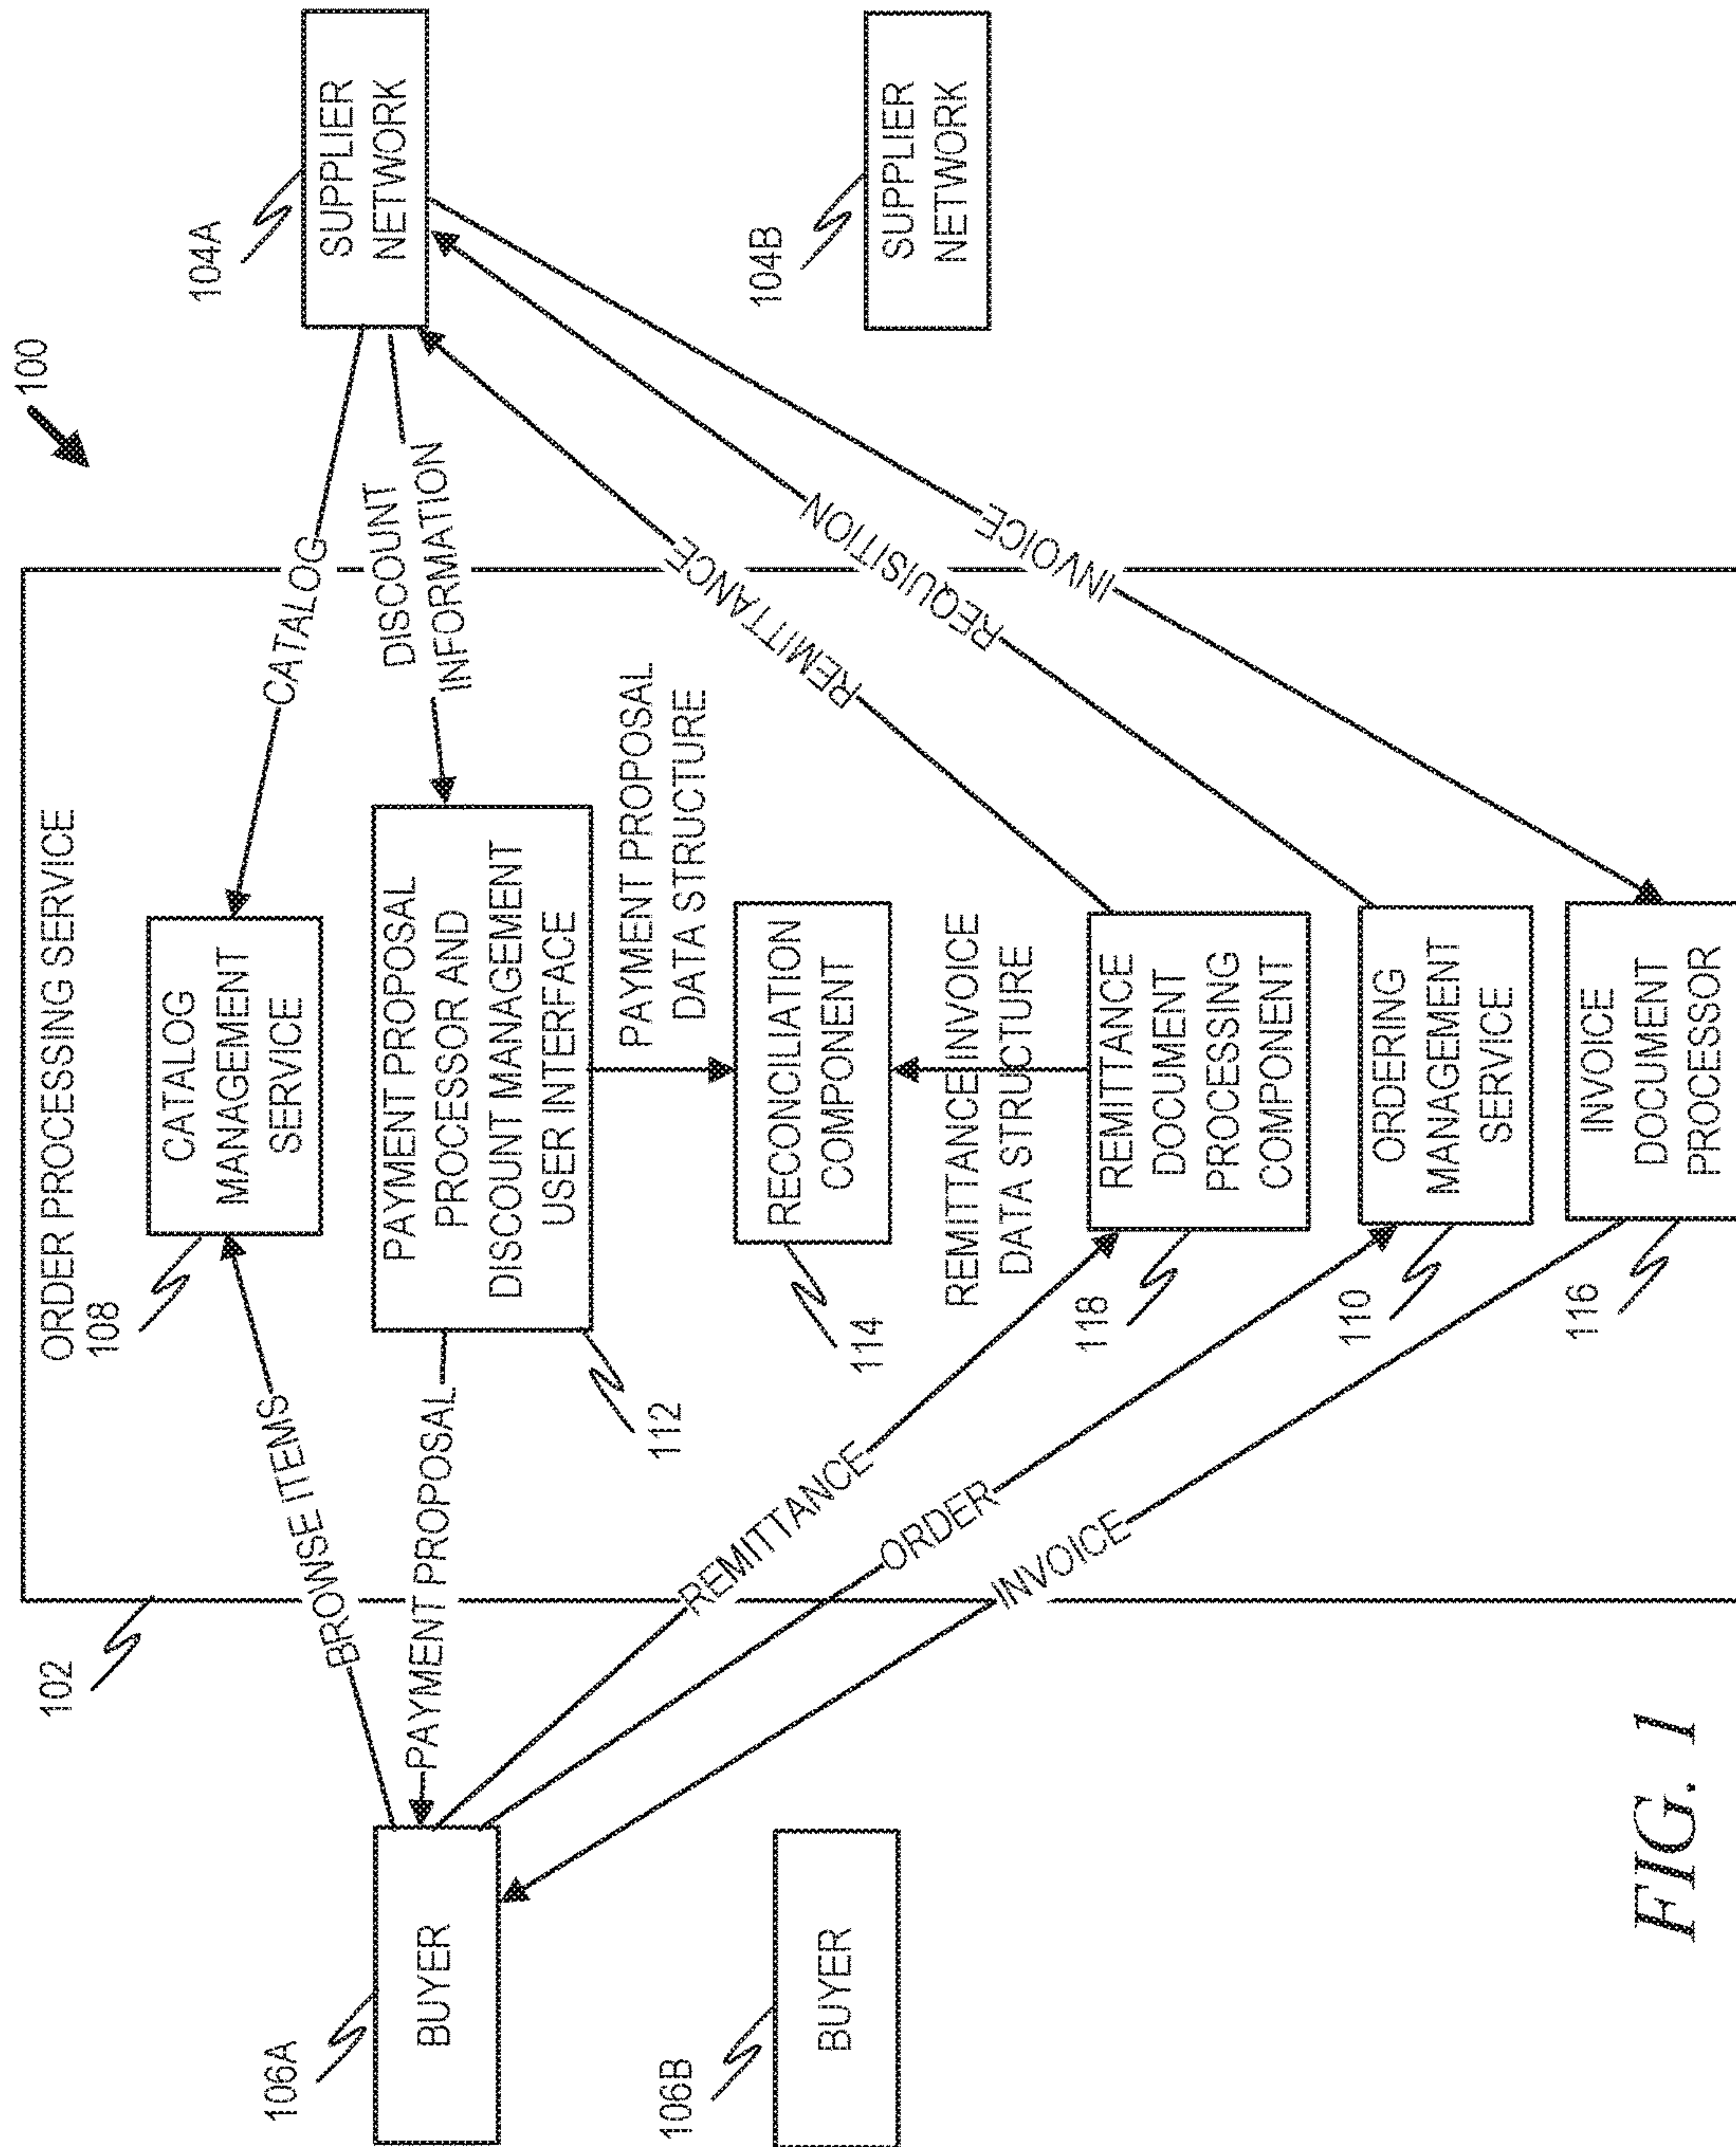 100
102
ORDER PROCESSING SERVICE
108
CATALOG
MANAGEMENT
SERVICE
BROWSE ITEMS
CATALOG
104A
SUPPLIER
NETWORK
106A
BUYER
PAYMENT PROPOSAL
112
PAYMENT PROPOSAL
PROCESSOR AND
DISCOUNT MANAGEMENT
USER INTERFACE
DISCOUNT
INFORMATION
PAYMENT PROPOSAL
DATA STRUCTURE
114
RECONCILIATION
COMPONENT
104B
SUPPLIER
NETWORK
106B
BUYER
REMITTANCE INVOICE
DATA STRUCTURE
REMITTANCE
118
REMITTANCE
DOCUMENT
PROCESSING
COMPONENT
REMITTANCE
ORDER
110
ORDERING
MANAGEMENT
SERVICE
REQUISITION
INVOICE
116
INVOICE
DOCUMENT
PROCESSOR
INVOICE
FIG. 1